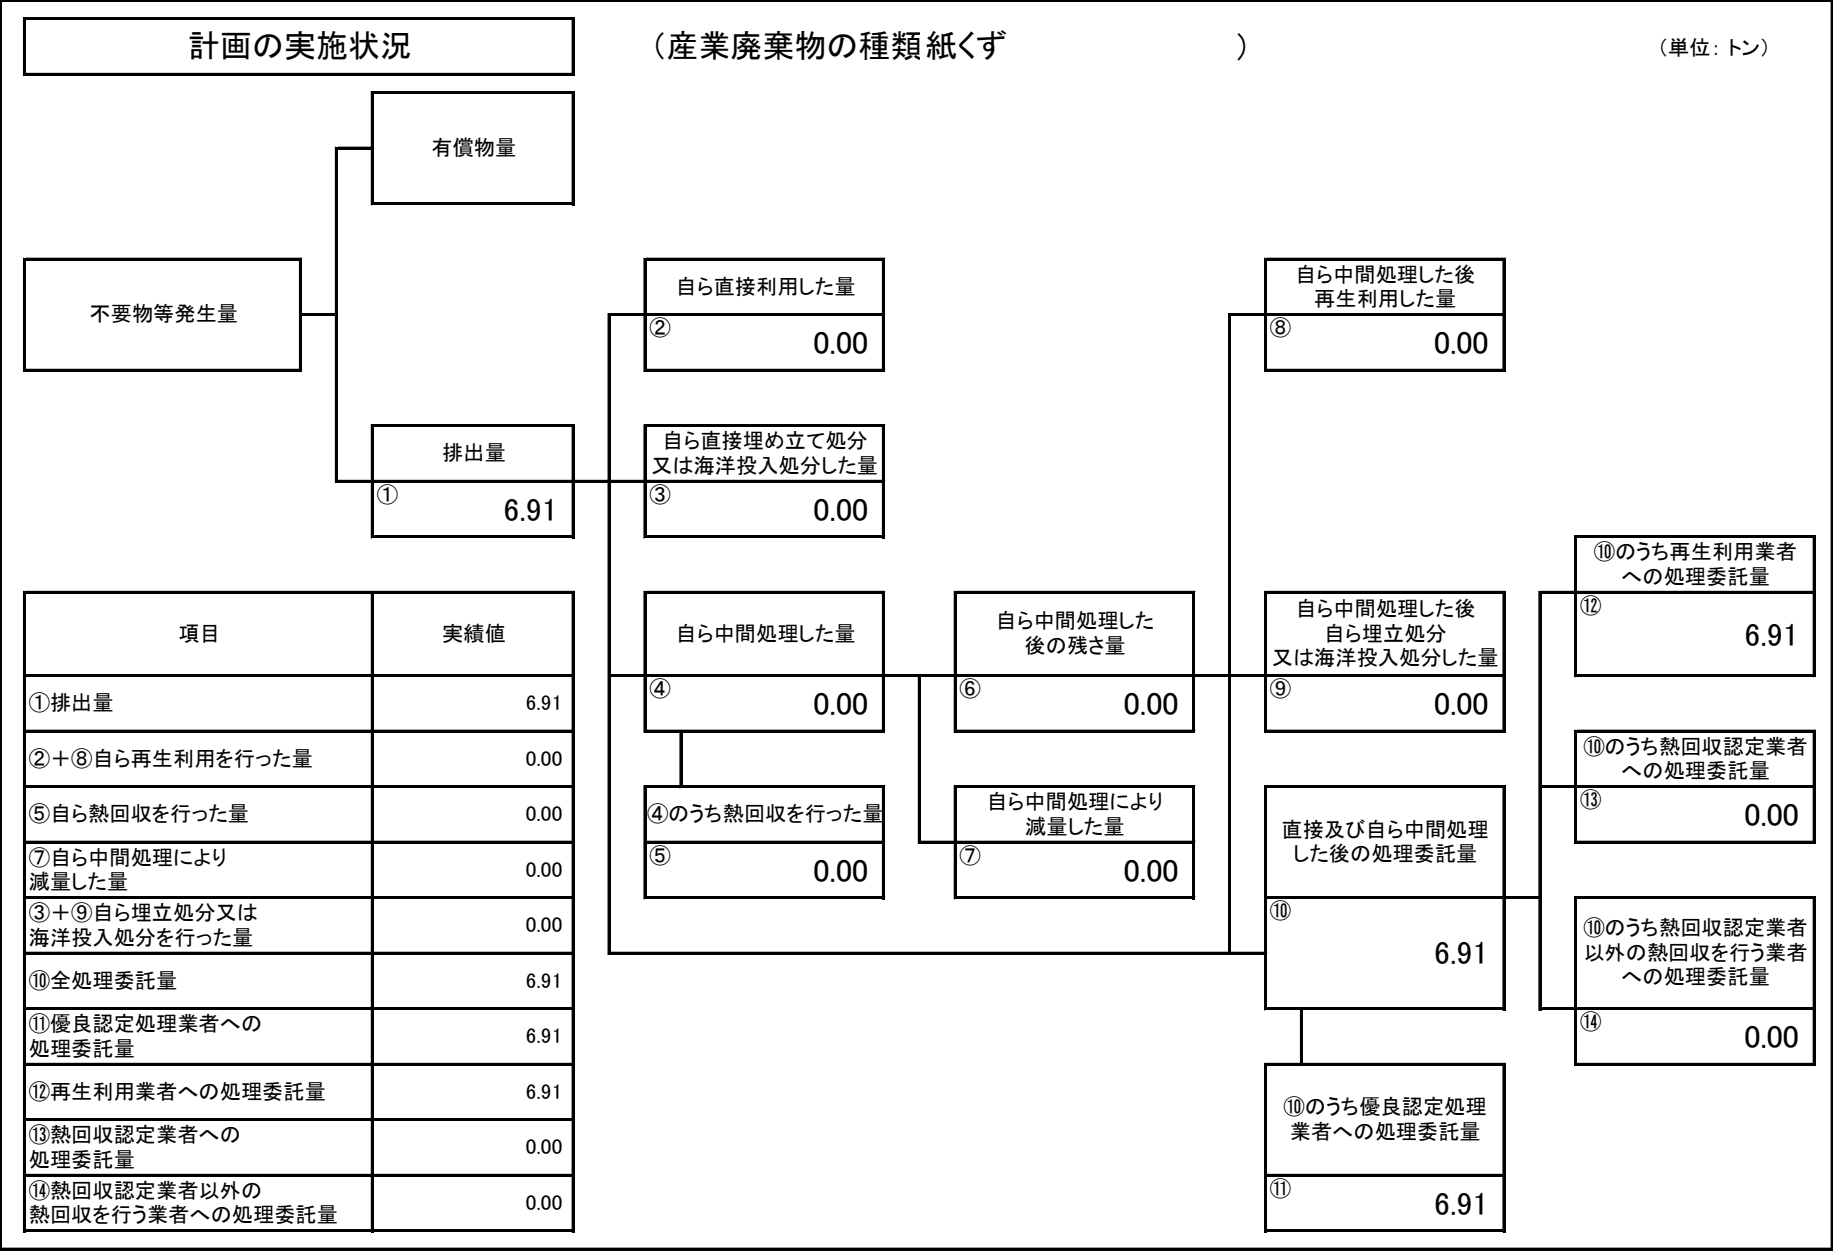 計画の実施状況
（産業廃棄物の種類 紙くず ）
（単位：トン）
有償物量
不要物等発生量
自ら直接利用した量
②
0.00
自ら中間処理した後
再生利用した量
⑧
0.00
排出量
①
6.91
自ら直接埋め立て処分
又は海洋投入処分した量
③
0.00
⑩のうち再生利用業者
への処理委託量
⑫
6.91
自ら中間処理した量
④
0.00
自ら中間処理した
後の残さ量
⑥
0.00
自ら中間処理した後
自ら埋立処分
又は海洋投入処分した量
⑨
0.00
⑩のうち熱回収認定業者
への処理委託量
⑬
0.00
④のうち熱回収を行った量
⑤
0.00
自ら中間処理により
減量した量
⑦
0.00
直接及び自ら中間処理
した後の処理委託量
⑩
6.91
⑩のうち熱回収認定業者
以外の熱回収を行う業者
への処理委託量
⑭
0.00
⑩のうち優良認定処理
業者への処理委託量
⑪
6.91
項目 実績値
①排出量 6.91
②＋⑧自ら再生利用を行った量 0.00
⑤自ら熱回収を行った量 0.00
⑦自ら中間処理により
減量した量 0.00
③＋⑨自ら埋立処分又は
海洋投入処分を行った量 0.00
⑩全処理委託量 6.91
⑪優良認定処理業者への
処理委託量 6.91
⑫再生利用業者への処理委託量 6.91
⑬熱回収認定業者への
処理委託量 0.00
⑭熱回収認定業者以外の
熱回収を行う業者への処理委託量 0.00